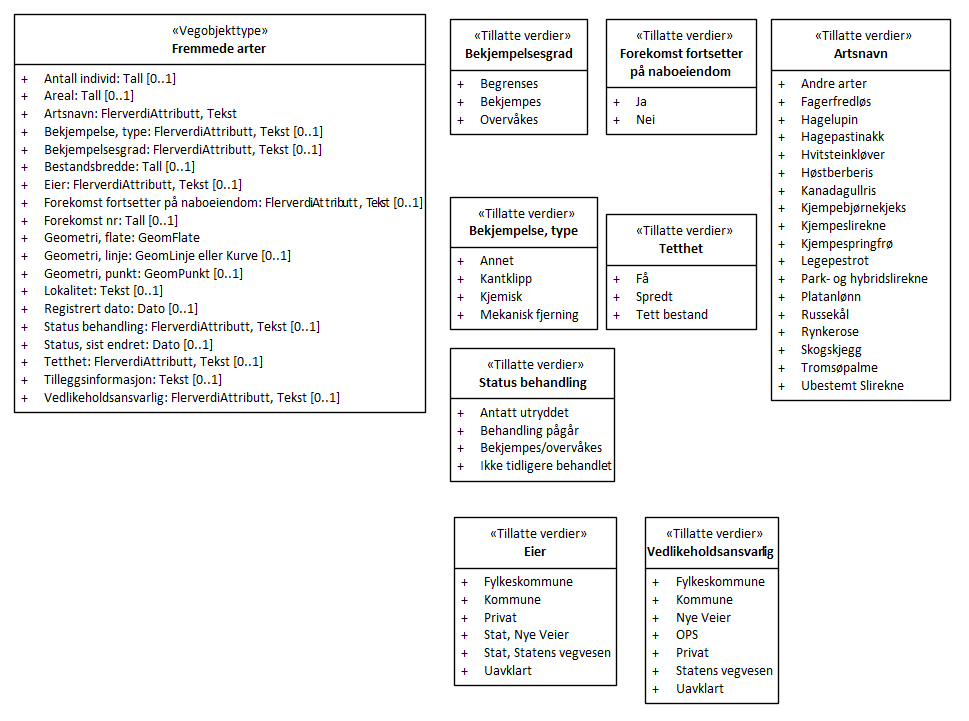 «Vegobjekttype»
Fremmede arter
+ Antall individ: Tall [0..1]
+ Areal: Tall [0..1]
+ Artsnavn: FlerverdiAttributt, Tekst
+ Bekjempelse, type: FlerverdiAttributt, Tekst [0..1]
+ Bekjempelsesgrad: FlerverdiAttributt, Tekst [0..1]
+ Bestandsbredde: Tall [0..1]
+ Eier: FlerverdiAttributt, Tekst [0..1]
+ Forekomst fortsetter på naboeiendom: FlerverdiAttributt, Tekst [0..1]
+ Forekomst nr: Tall [0..1]
+ Geometri, flate: GeomFlate
+ Geometri, linje: GeomLinje eller Kurve [0..1]
+ Geometri, punkt: GeomPunkt [0..1]
+ Lokalitet: Tekst [0..1]
+ Registrert dato: Dato [0..1]
+ Status behandling: FlerverdiAttributt, Tekst [0..1]
+ Status, sist endret: Dato [0..1]
+ Tetthet: FlerverdiAttributt, Tekst [0..1]
+ Tilleggsinformasjon: Tekst [0..1]
+ Vedlikeholdsansvarlig: FlerverdiAttributt, Tekst [0..1]
«Tillatte verdier»
Bekjempelsesgrad
+ Begrenses
+ Bekjempes
+ Overvåkes
«Tillatte verdier»
Forekomst fortsetter
på naboeiendom
+ Ja
+ Nei
«Tillatte verdier»
Artsnavn
+ Andre arter
+ Fagerfredløs
+ Hagelupin
+ Hagepastinakk
+ Hvitsteinkløver
+ Høstberberis
+ Kanadagullris
+ Kjempebjørnekjeks
+ Kjempeslirekne
+ Kjempespringfrø
+ Legepestrot
+ Park- og hybridslirekne
+ Platanlønn
+ Russekål
+ Rynkerose
+ Skogskjegg
+ Tromsøpalme
+ Ubestemt Slirekne
«Tillatte verdier»
Bekjempelse, type
+ Annet
+ Kantklipp
+ Kjemisk
+ Mekanisk fjerning
«Tillatte verdier»
Tetthet
+ Få
+ Spredt
+ Tett bestand
«Tillatte verdier»
Status behandling
+ Antatt utryddet
+ Behandling pågår
+ Bekjempes/overvåkes
+ Ikke tidligere behandlet
«Tillatte verdier»
Eier
+ Fylkeskommune
+ Kommune
+ Privat
+ Stat, Nye Veier
+ Stat, Statens vegvesen
+ Uavklart
«Tillatte verdier»
Vedlikeholdsansvarlig
+ Fylkeskommune
+ Kommune
+ Nye Veier
+ OPS
+ Privat
+ Statens vegvesen
+ Uavklart